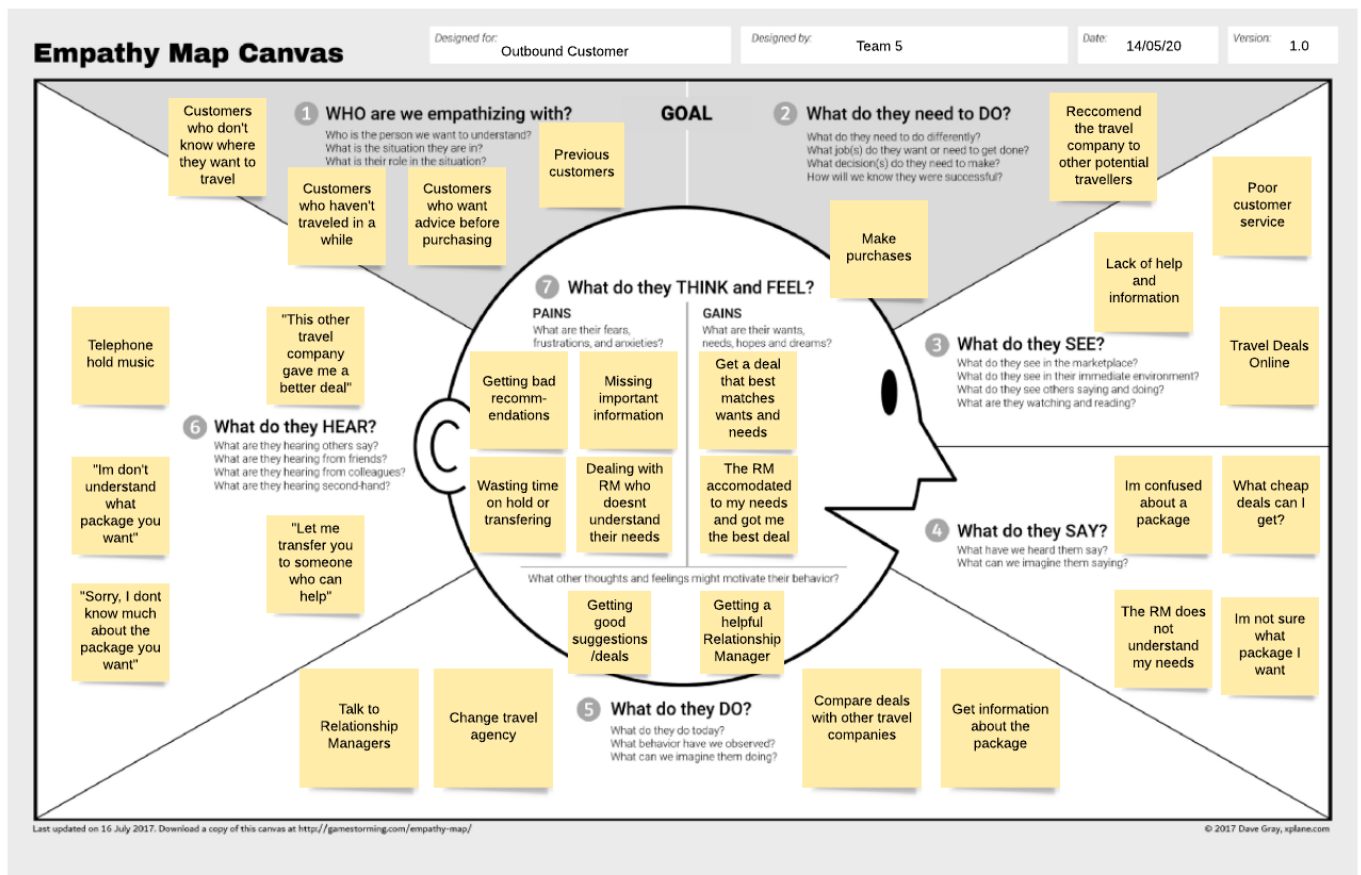 Empathy Map Canvas
Designed for:
Outbound Customer
Designed by:
Team 5
Date:
14/05/20
Version:
1.0
Customers
who don't
know where
they want to
travel
1 WHO are we empathizing with?
Who is the person we want to understand?
What is the situation they are in?
What is their role in the situation?
Customers
who haven't
traveled in a
while
Customers
who want
advice before
purchasing
Previous
customers
GOAL
2 What do they need to DO?
What do they need to do differently?
What job(s) do they want or need to get done?
What decision(s) do they need to make?
How will we know they were successful?
Reccomend
the travel
company to
other potential
travellers
Make
purchases
Poor
customer
service
Lack of help
and
information
Travel Deals
Online
3 What do they SEE?
What do they see in the marketplace?
What do they see in their immediate environment?
What do they see others saying and doing?
What are they watching and reading?
4 What do they SAY?
What have we heard them say?
What can we imagine them saying?
Im confused
about a
package
What cheap
deals can I
get?
The RM does
not
understand
my needs
Im not sure
what
package I
want
5 What do they DO?
What do they do today?
What behavior have we observed?
What can we imagine them doing?
Talk to
Relationship
Managers
Change travel
agency
Compare deals
with other travel
companies
Get information
about the
package
6 What do they HEAR?
What are they hearing others say?
What are they hearing from friends?
What are they hearing from colleagues?
What are they hearing second-hand?
Telephone
hold music
"This other
travel
company
gave me a
better deal"
"Im don't
understand
what
package you
want"
"Let me
transfer you
to someone
who can
help"
"Sorry, I dont
know much
about the
package you
want"
7 What do they THINK and FEEL?
PAINS
What are their fears,
frustrations, and anxieties?
Getting bad
recomm-
endations
Missing
important
information
Wasting time
on hold or
transfering
Dealing with
RM who
doesnt
understand
their needs
GAINS
What are their wants,
needs, hopes and dreams?
Get a deal
that best
matches
wants and
needs
The RM
accomodated
to my needs
and got me
the best deal
What other thoughts and feelings might motivate their behavior?
Getting
good
suggestions
/deals
Getting a
helpful
Relationship
Manager
Last updated on 16 July 2017. Download a copy of this canvas at http://gamestorming.com/empathy-map/
© 2017 Dave Gray, xplane.com